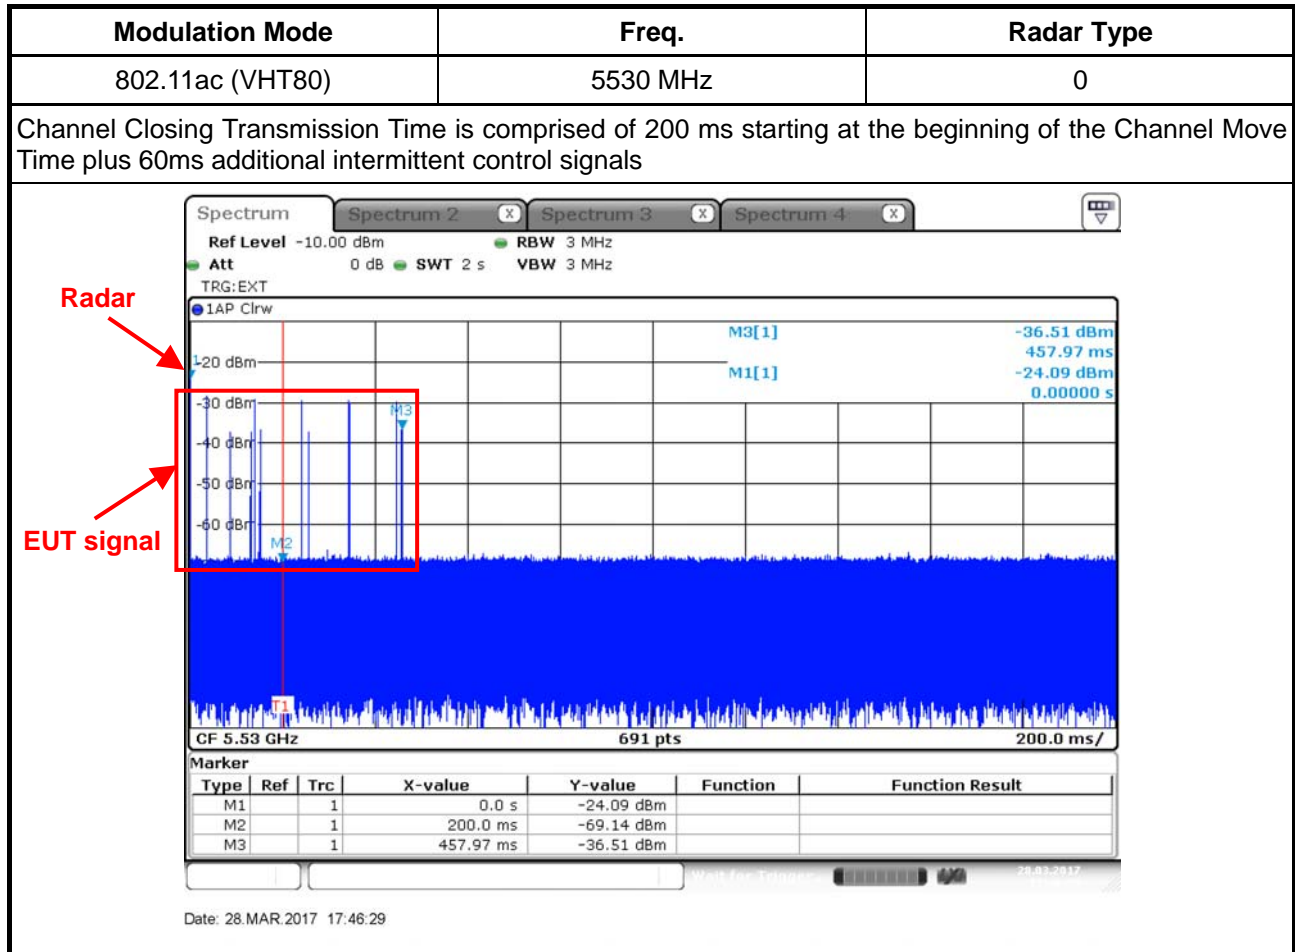 Modulation Mode Freq. Radar Type
802.11ac (VHT80) 5530 MHz 0
Channel Closing Transmission Time is comprised of 200 ms starting at the beginning of the Channel Move
Time plus 60ms additional intermittent control signals
Spectrum Spectrum 2 X Spectrum 3 X Spectrum 4 X
Ref Level -10.00 dBm RBW 3 MHz
Att 0 dB SWT 2 s VBW 3 MHz
TRG:EXT
1AP Clrw
Radar
M3[1] -36.51 dBm
457.97 ms
M1[1] -24.09 dBm
0.00000 s
-20 dBm
-30 dBm
M3
-40 dBm
-50 dBm
-60 dBm
EUT signal
M2
T1
CF 5.53 GHz 691 pts 200.0 ms/
Marker
Type Ref Trc X-value Y-value Function Function Result
M1 1 0.0 s -24.09 dBm
M2 1 200.0 ms -69.14 dBm
M3 1 457.97 ms -36.51 dBm
Wait for Trigger 28.03.2017
Date: 28.MAR.2017 17:46:29